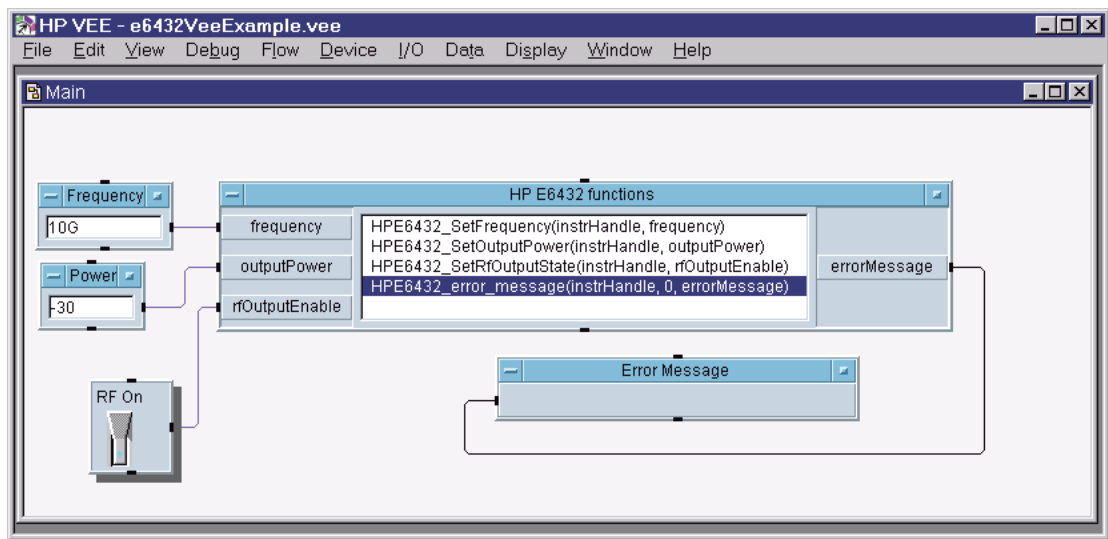 HP VEE - e6432VeeExample.vee
File Edit View Debug Flow Device I/O Data Display Window Help
Main
Frequency
10G
Power
-30
RF On
HP E6432 functions
frequency
outputPower
rfOutputEnable
HPE6432_SetFrequency(instrHandle, frequency)
HPE6432_SetOutputPower(instrHandle, outputPower)
HPE6432_SetRfOutputState(instrHandle, rfOutputEnable)
HPE6432_error_message(instrHandle, 0, errorMessage)
errorMessage
Error Message